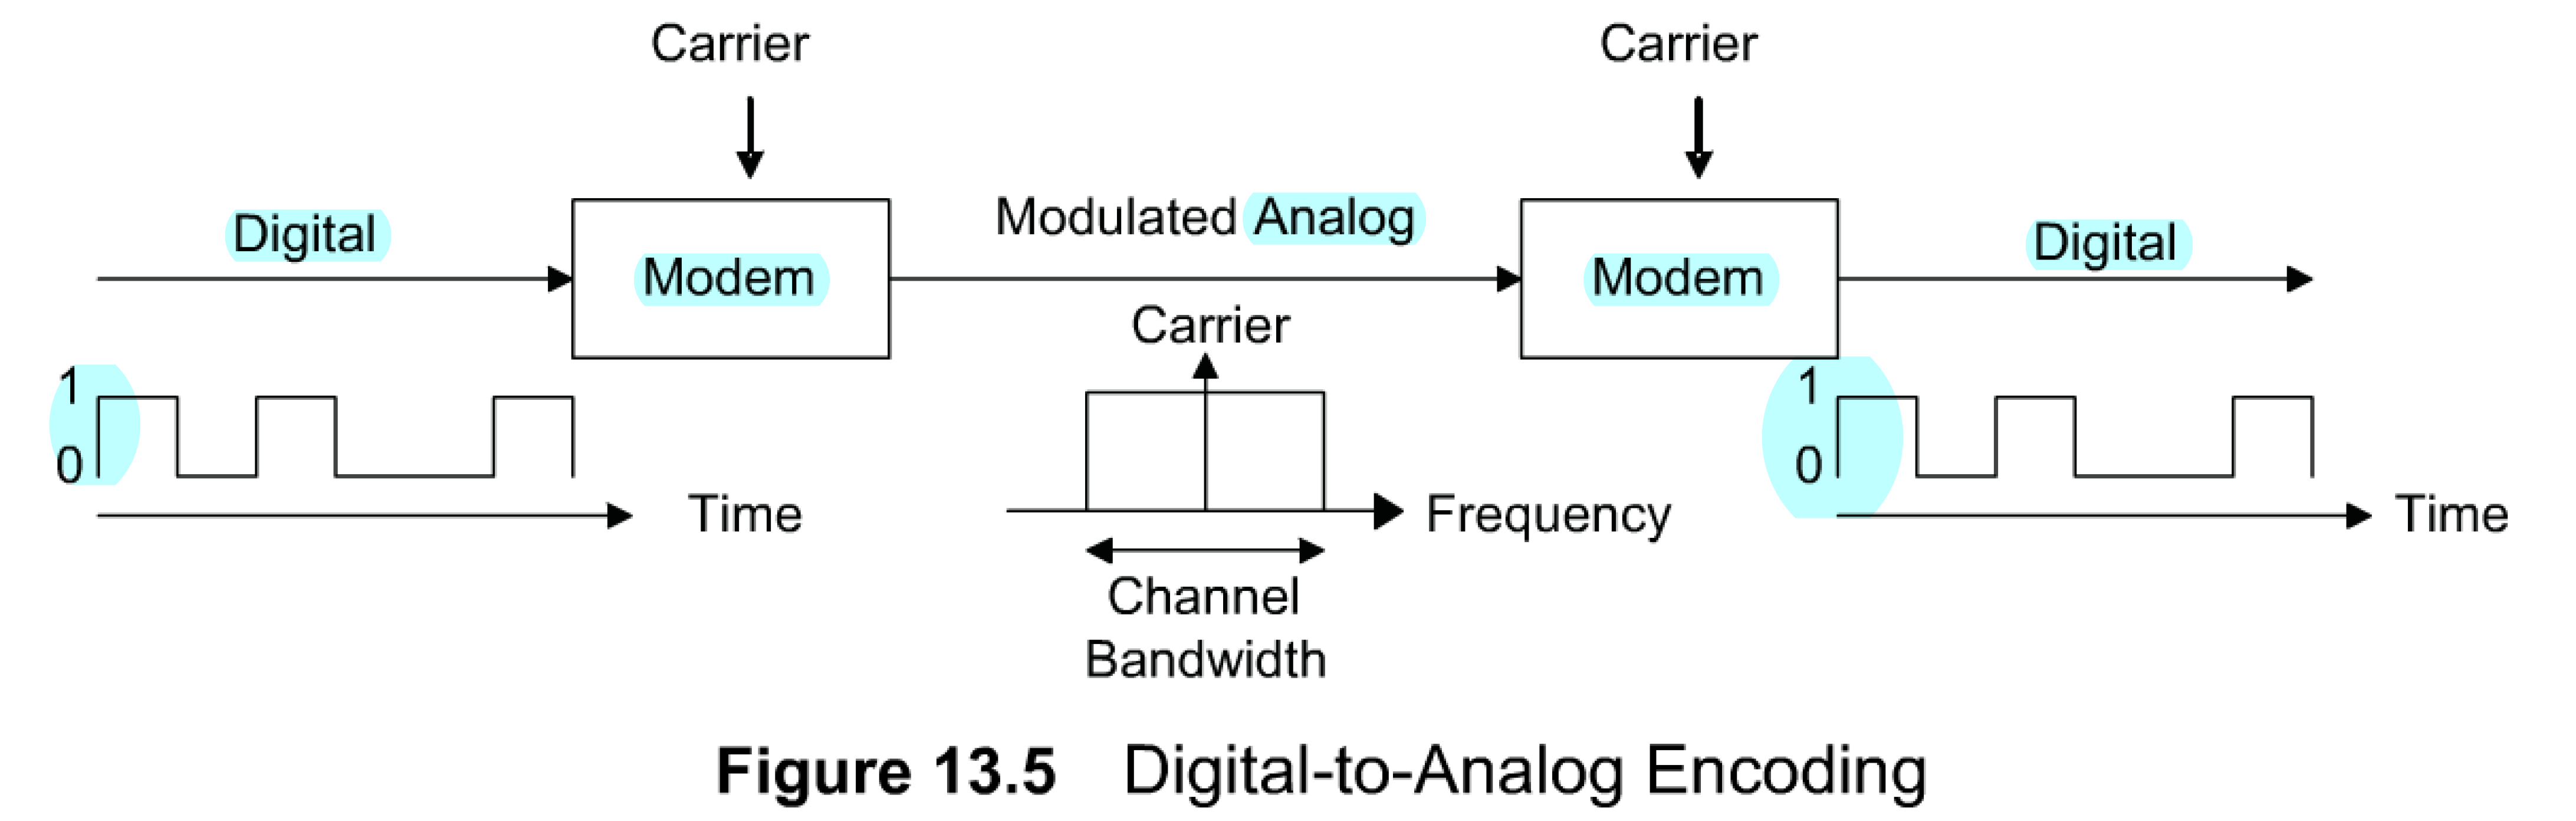 Carrier
Carrier
Digital
Modem
Modulated Analog
Modem
Digital
Carrier
1
0
Time
Frequency
1
0
Time
Channel
Bandwidth
Figure 13.5 Digital-to-Analog Encoding